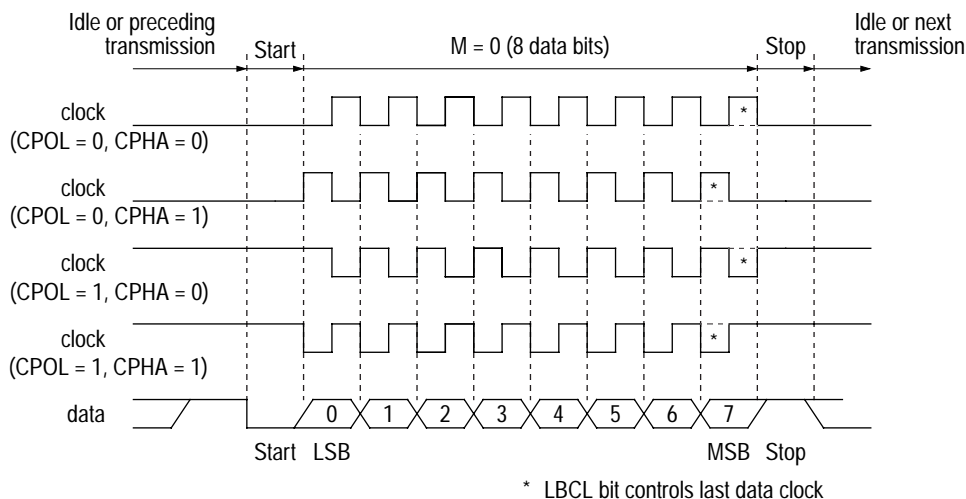 Idle or preceding
transmission
Start
M = 0 (8 data bits)
Stop
Idle or next
transmission
clock
(CPOL = 0, CPHA = 0)
*
clock
(CPOL = 0, CPHA = 1)
*
clock
(CPOL = 1, CPHA = 0)
*
clock
(CPOL = 1, CPHA = 1)
*
data
0 1 2 3 4 5 6 7
Start LSB MSB Stop
* LBCL bit controls last data clock